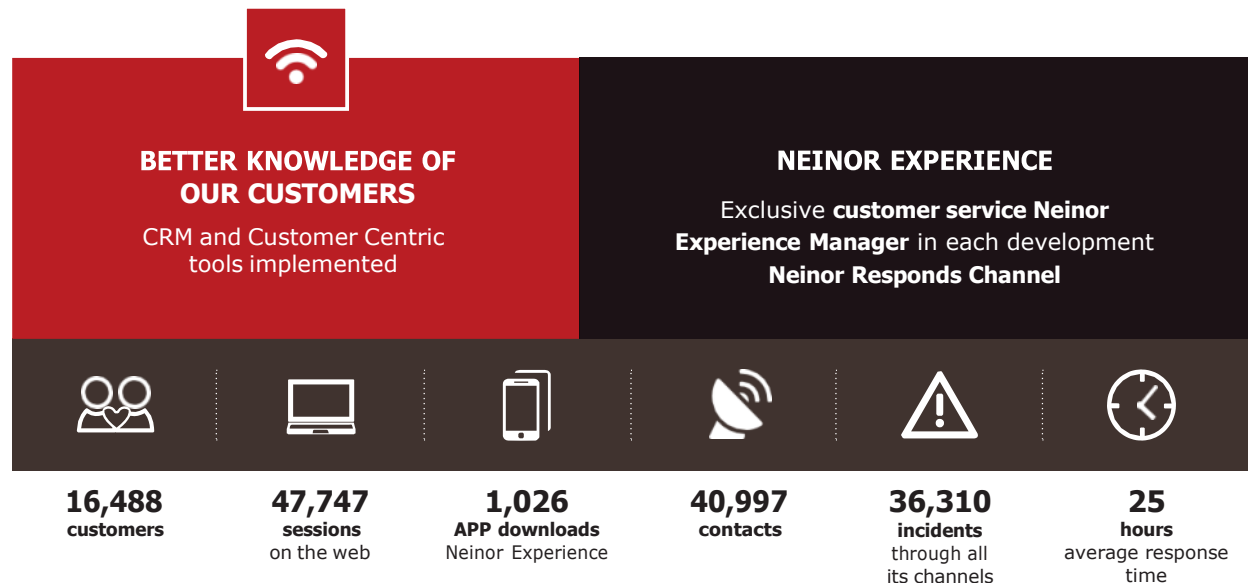 BETTER KNOWLEDGE OF
OUR CUSTOMERS
CRM and Customer Centric
tools implemented
NEINOR EXPERIENCE
Exclusive customer service Neinor
Experience Manager in each development
Neinor Responds Channel
16,488
customers
47,747
sessions
on the web
1,026
APP downloads
Neinor Experience
40,997
contacts
36,310
incidents
through all
its channels
25
hours
average response
time